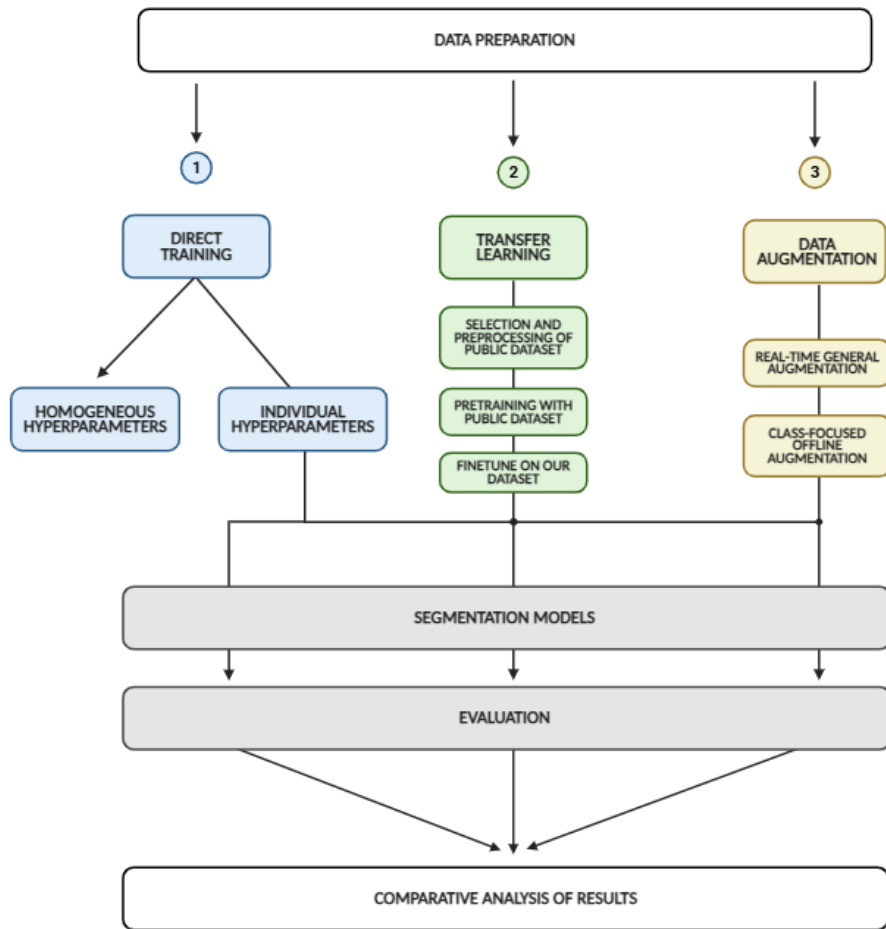 DATA PREPARATION
1
2
3
DIRECT
TRAINING
TRANSFER
LEARNING
DATA
AUGMENTATION
SELECTION AND
PREPROCESSING OF
PUBLIC DATASET
REAL-TIME GENERAL
AUGMENTATION
HOMOGENEOUS
HYPERPARAMETERS
INDIVIDUAL
HYPERPARAMETERS
PRETRAINING WITH
PUBLIC DATASET
CLASS-FOCUSED
OFFLINE
AUGMENTATION
FINETUNE ON OUR
DATASET
SEGMENTATION MODELS
EVALUATION
COMPARATIVE ANALYSIS OF RESULTS